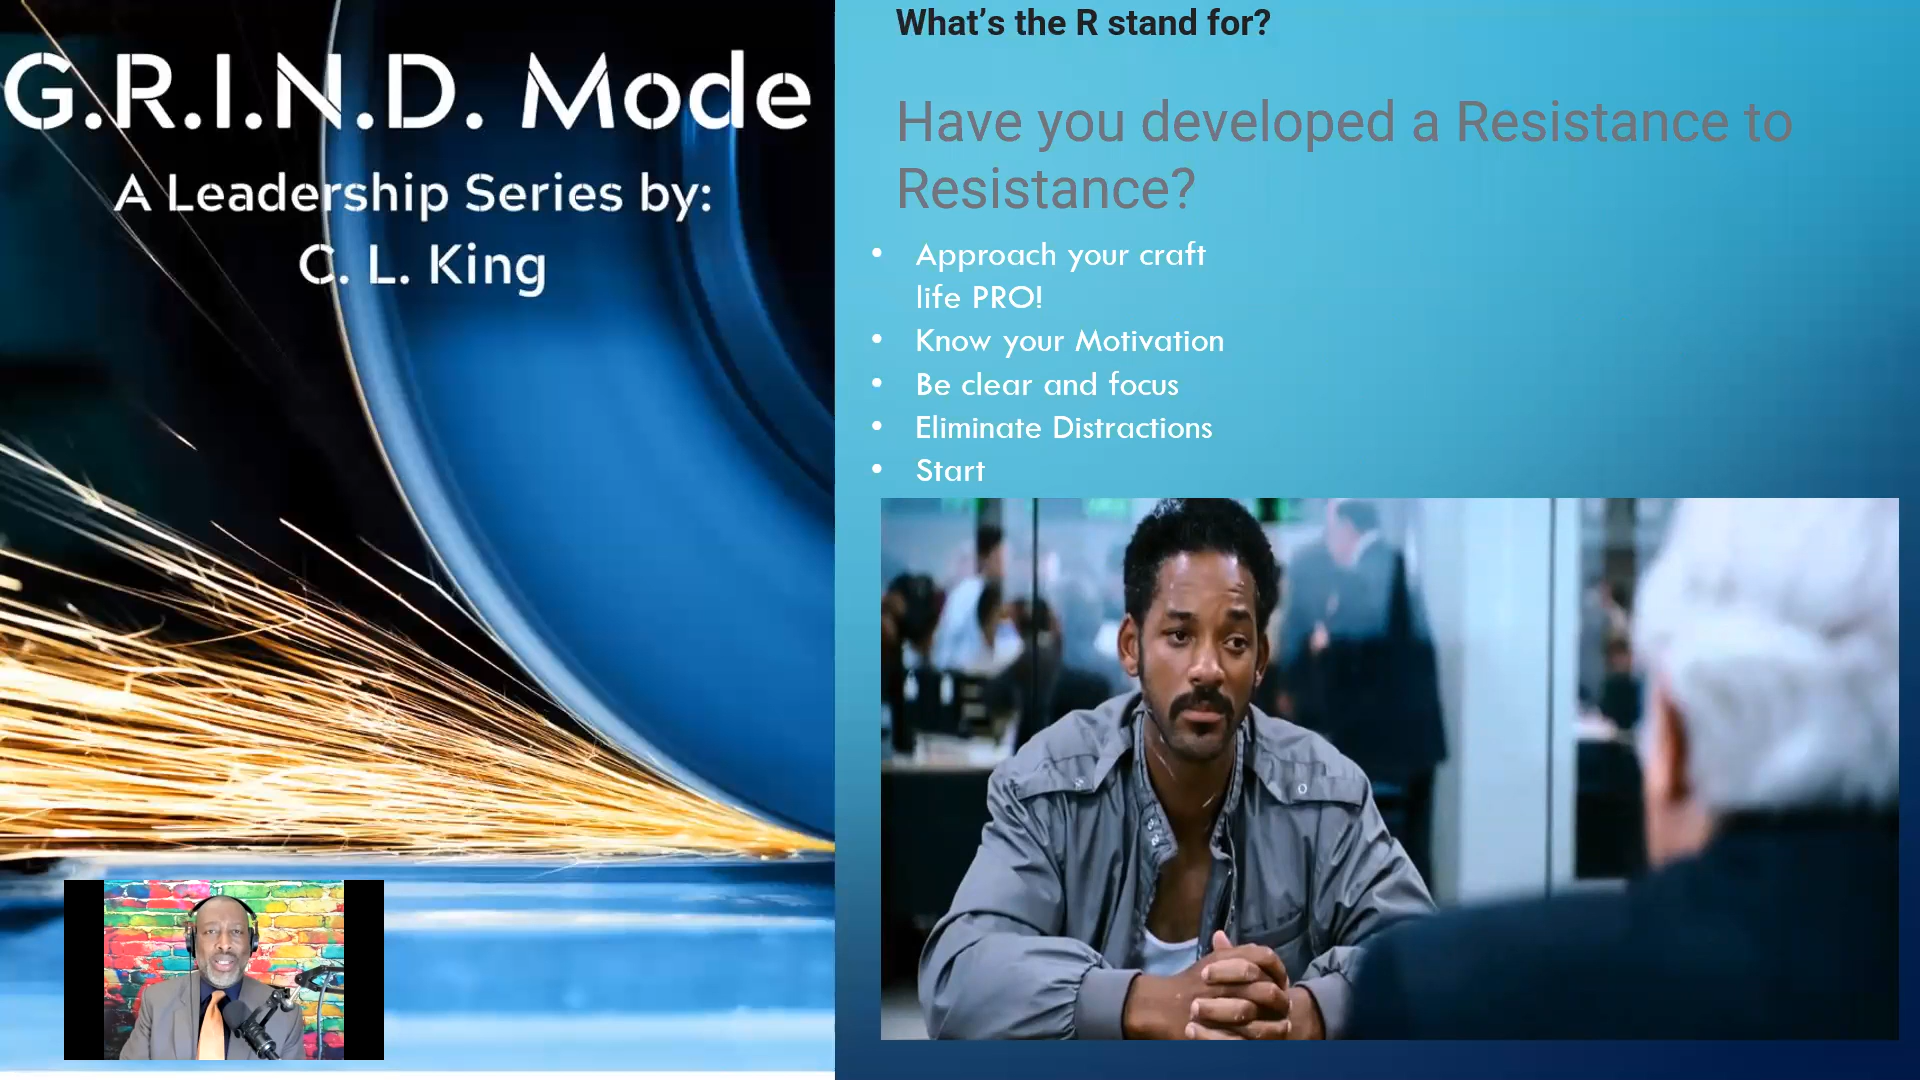 G.R.I.N.D. Mode
A Leadership Series by:
C. L. King
What’s the R stand for?
Have you developed a Resistance to
Resistance?
• Approach your craft
life PRO!
• Know your Motivation
• Be clear and focus
• Eliminate Distractions
• Start